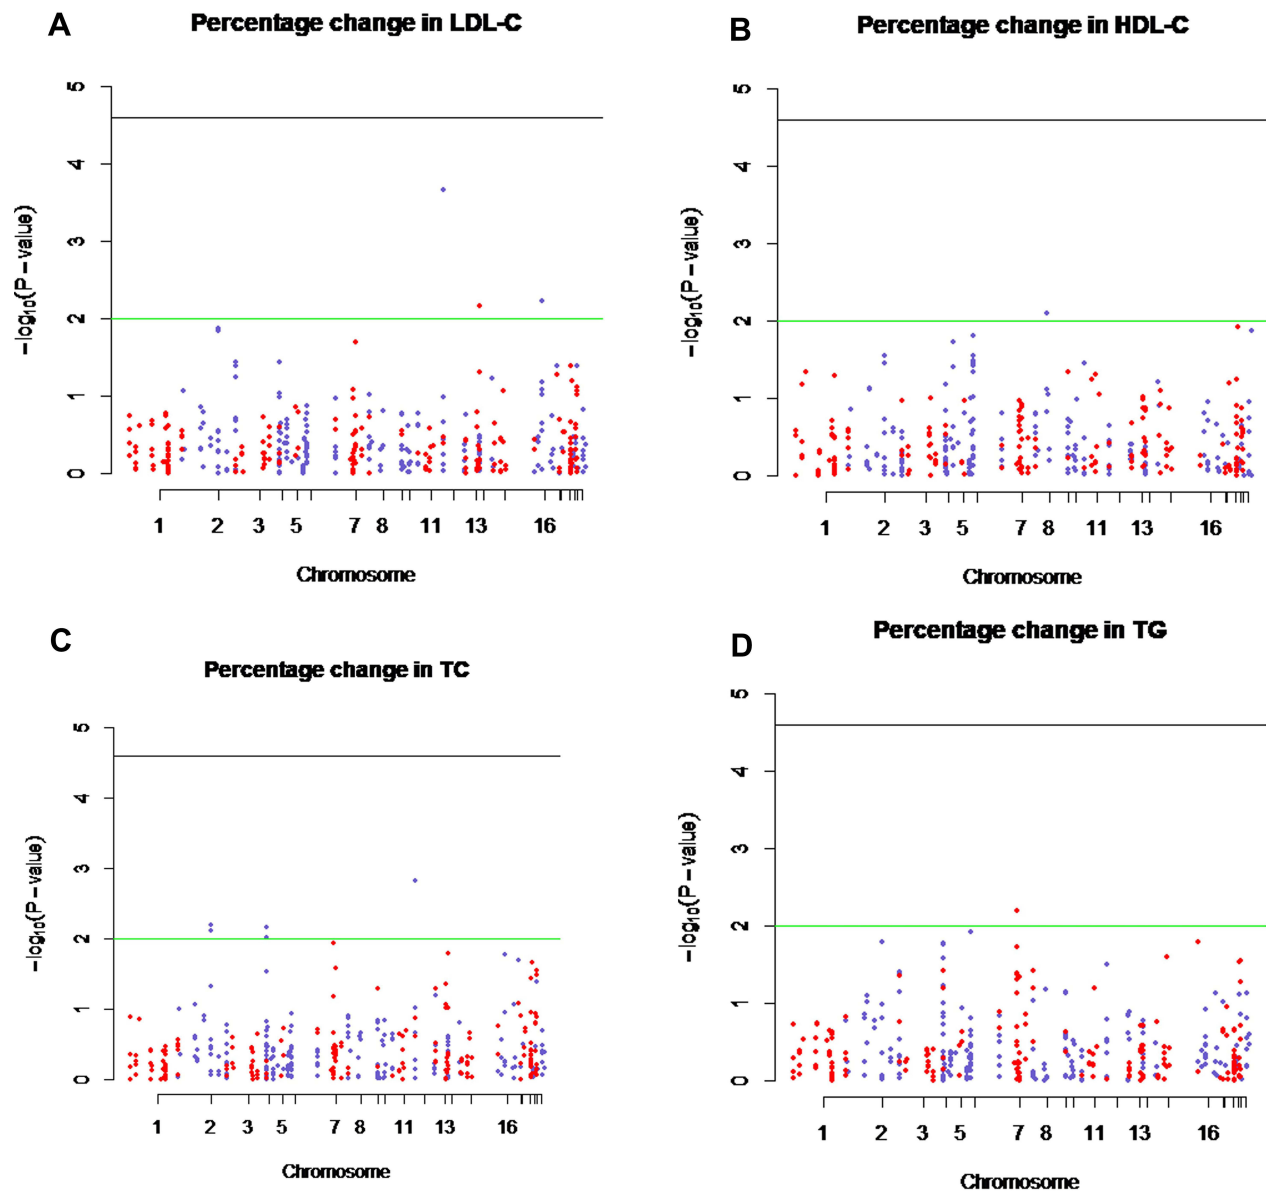 A
Percentage change in LDL-C
5
4
3
2
1
0
−log10(P−value)
1 2 3 5 7 8 11 13 16
Chromosome
B
Percentage change in HDL-C
5
4
3
2
1
0
−log10(P−value)
1 2 3 5 7 8 11 13 16
Chromosome
C
Percentage change in TC
5
4
3
2
1
0
−log10(P−value)
1 2 3 5 7 8 11 13 16
Chromosome
D
Percentage change in TG
5
4
3
2
1
0
−log10(P−value)
1 2 3 5 7 8 11 13 16
Chromosome